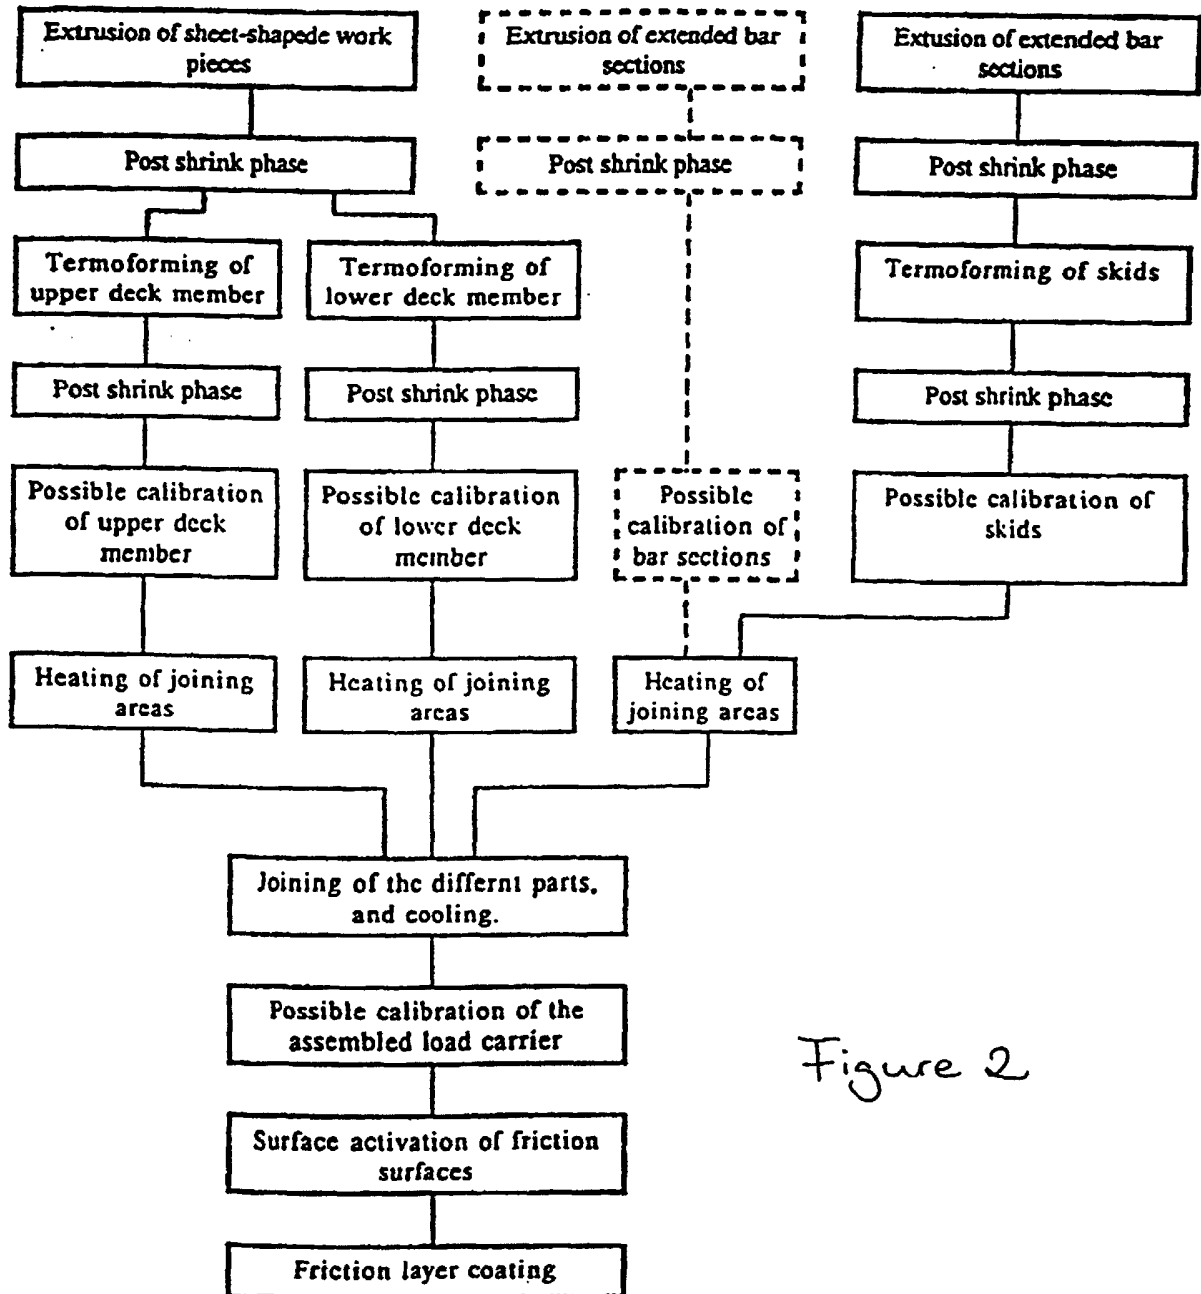 Extrusion of sheet-shapede work
pieces
Extrusion of extended bar
sections
Extusion of extended bar
sections
Post shrink phase
Post shrink phase
Post shrink phase
Termoforming of
upper deck member
Termoforming of
lower deck member
Termoforming of skids
Post shrink phase
Post shrink phase
Post shrink phase
Possible calibration
of upper deck
member
Possible calibration
of lower deck
member
Possible
calibration of
bar sections
Possible calibration of
skids
Heating of joining
areas
Heating of joining
areas
Heating of
joining areas
Joining of the differnt parts,
and cooling.
Possible calibration of the
assembled load carrier
Surface activation of friction
surfaces
Friction layer coating
Figure 2